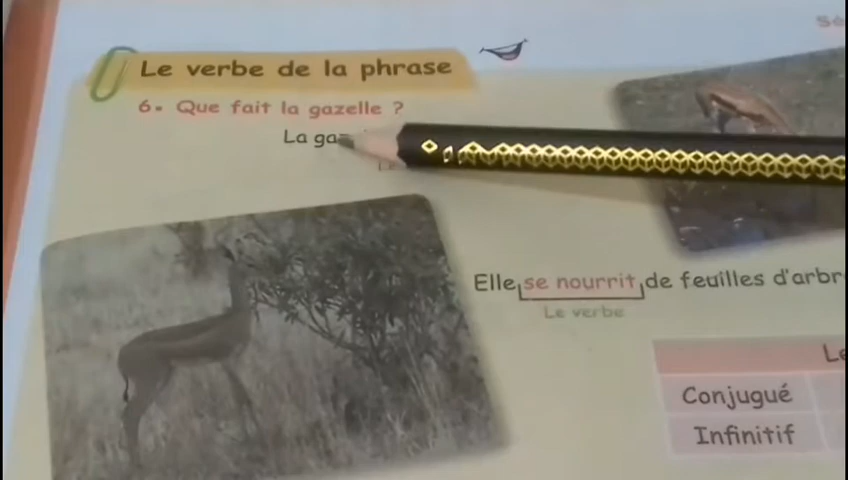 Le verbe de la phrase
6. Que fait la gazelle ?
La
Elle se nourrit de feuilles
Le verbe
Conjugué
Infinitif